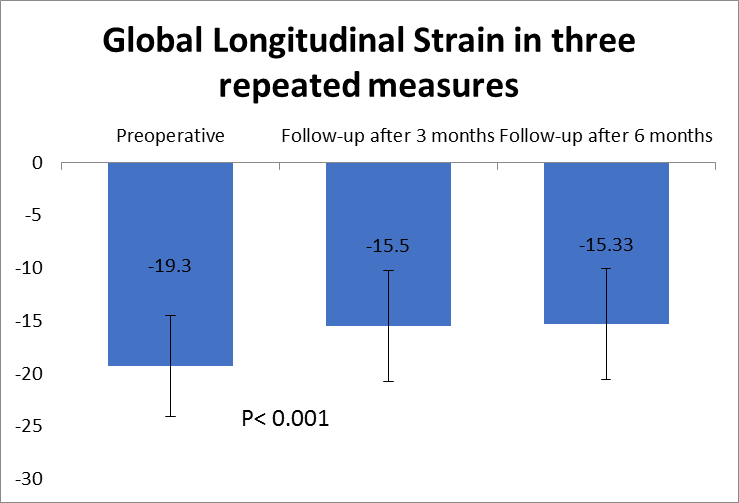 Global Longitudinal Strain in three
repeated measures
Preoperative Follow-up after 3 months Follow-up after 6 months
0
-5
-10
-15
-20
-25
-30
-19.3
-15.5
-15.33
P< 0.001